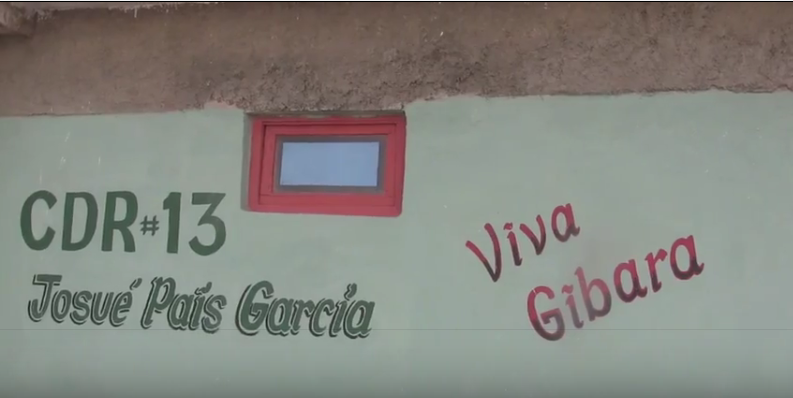 CDR#13
Josué País García
Viva
Gibara